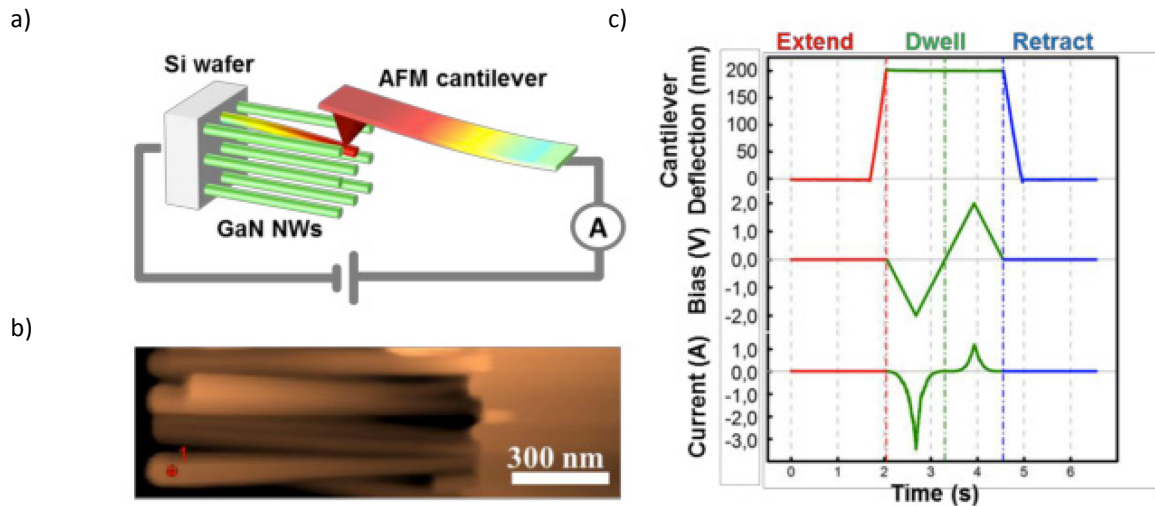 a)
Si wafer
AFM cantilever
GaN NWs
A
b)
1
300 nm
c)
Extend Dwell Retract
Cantilever
Deflection (nm)
200
150
100
50
0
Bias (V)
2,0
1,0
0,0
-1,0
-2,0
Current (A)
1,0
0,0
-1,0
-2,0
-3,0
0 1 2 3 4 5 6
Time (s)